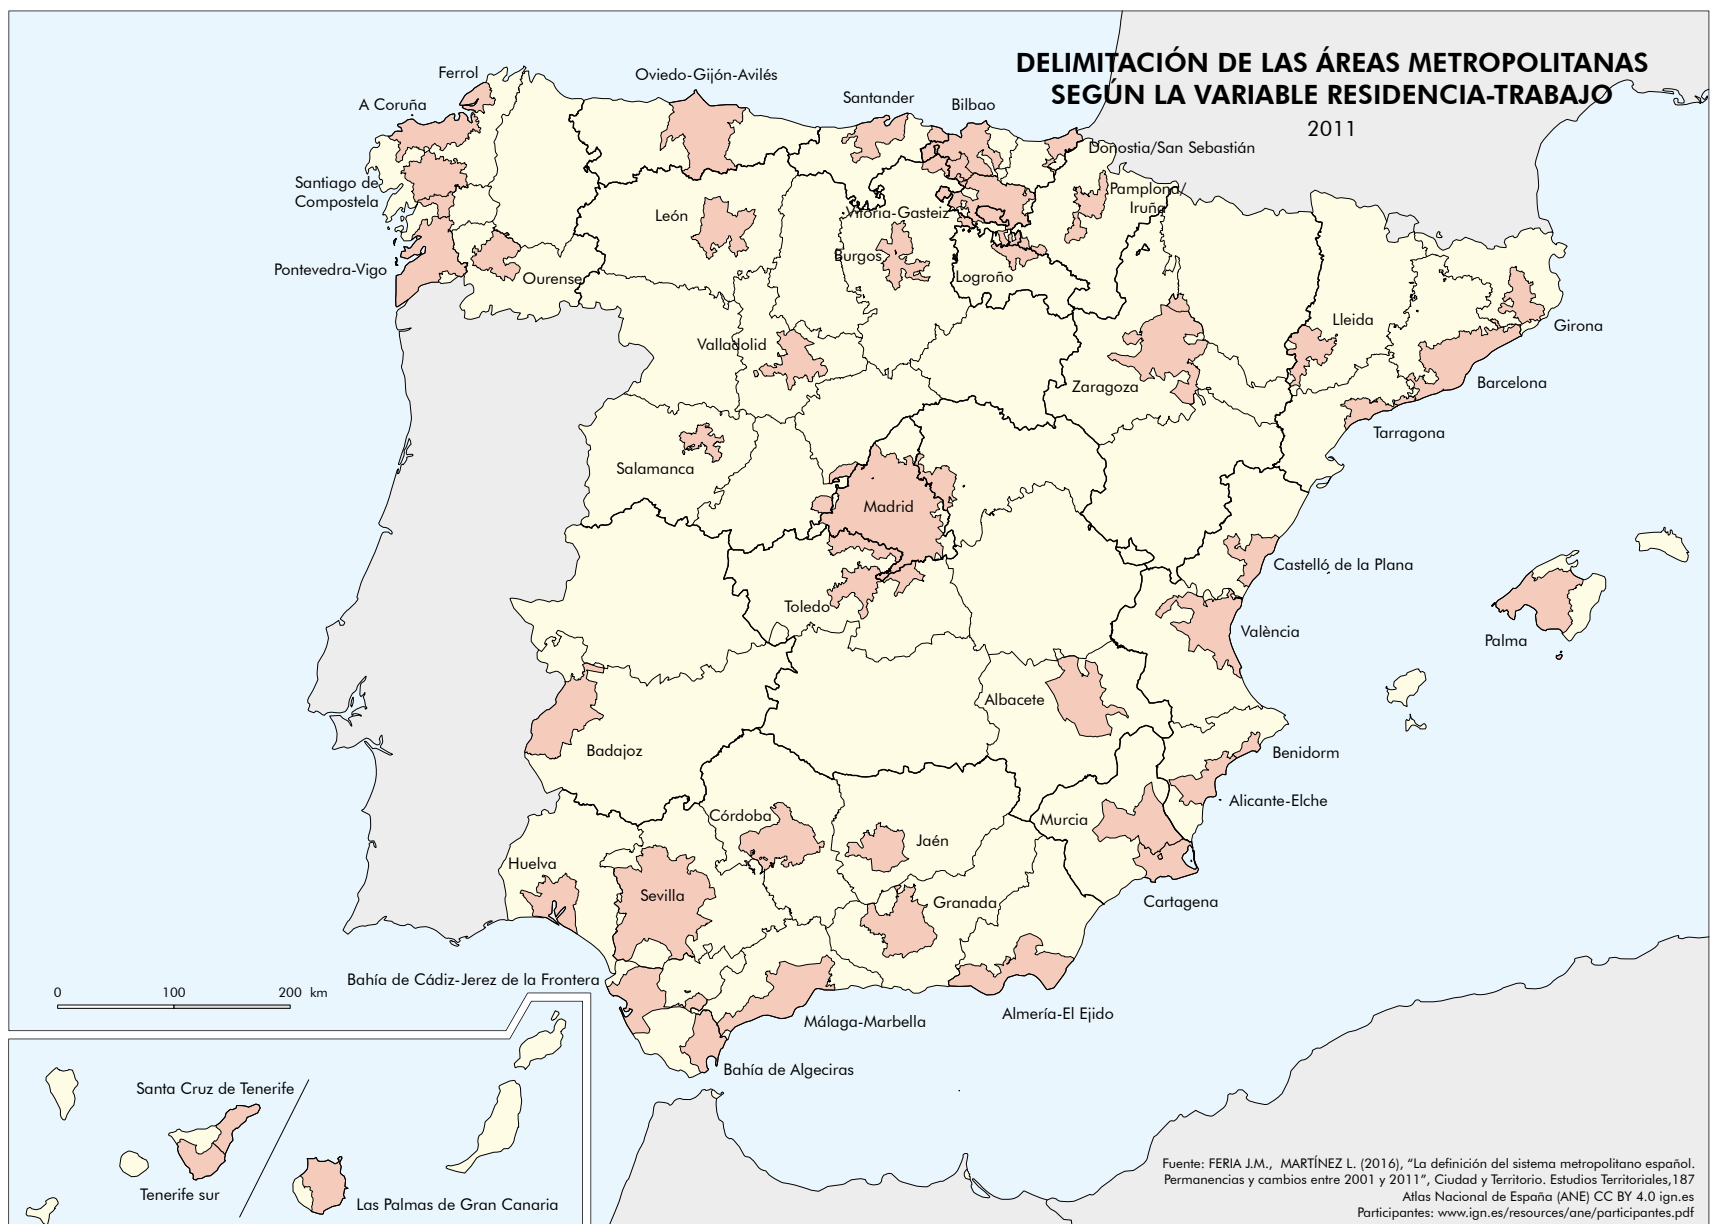 DELIMITACIÓN DE LAS ÁREAS METROPOLITANAS
SEGÚN LA VARIABLE RESIDENCIA-TRABAJO
2011
Ferrol
Oviedo-Gijón-Avilés
A Coruña
Santander
Bilbao
Donostia/San Sebastián
Santiago de
Compostela
Pamplona/
Iruña
León
Vitoria-Gasteiz
Burgos
Pontevedra-Vigo
Ourense
Logroño
Lleida
Girona
Valladolid
Zaragoza
Barcelona
Tarragona
Salamanca
Madrid
Castelló de la Plana
Toledo
València
Palma
Albacete
Badajoz
Benidorm
Alicante-Elche
Córdoba
Murcia
Jaén
Huelva
Sevilla
Granada
Cartagena
Bahía de Cádiz-Jerez de la Frontera
0 100 200 km
Málaga-Marbella
Almería-El Ejido
Bahía de Algeciras
Santa Cruz de Tenerife
Tenerife sur
Las Palmas de Gran Canaria
Fuente: FERIA J.M., MARTÍNEZ L. (2016), "La definición del sistema metropolitano español.
Permanencias y cambios entre 2001 y 2011", Ciudad y Territorio. Estudios Territoriales,187
Atlas Nacional de España (ANE) CC BY 4.0 ign.es
Participantes: www.ign.es/resources/ane/participantes.pdf